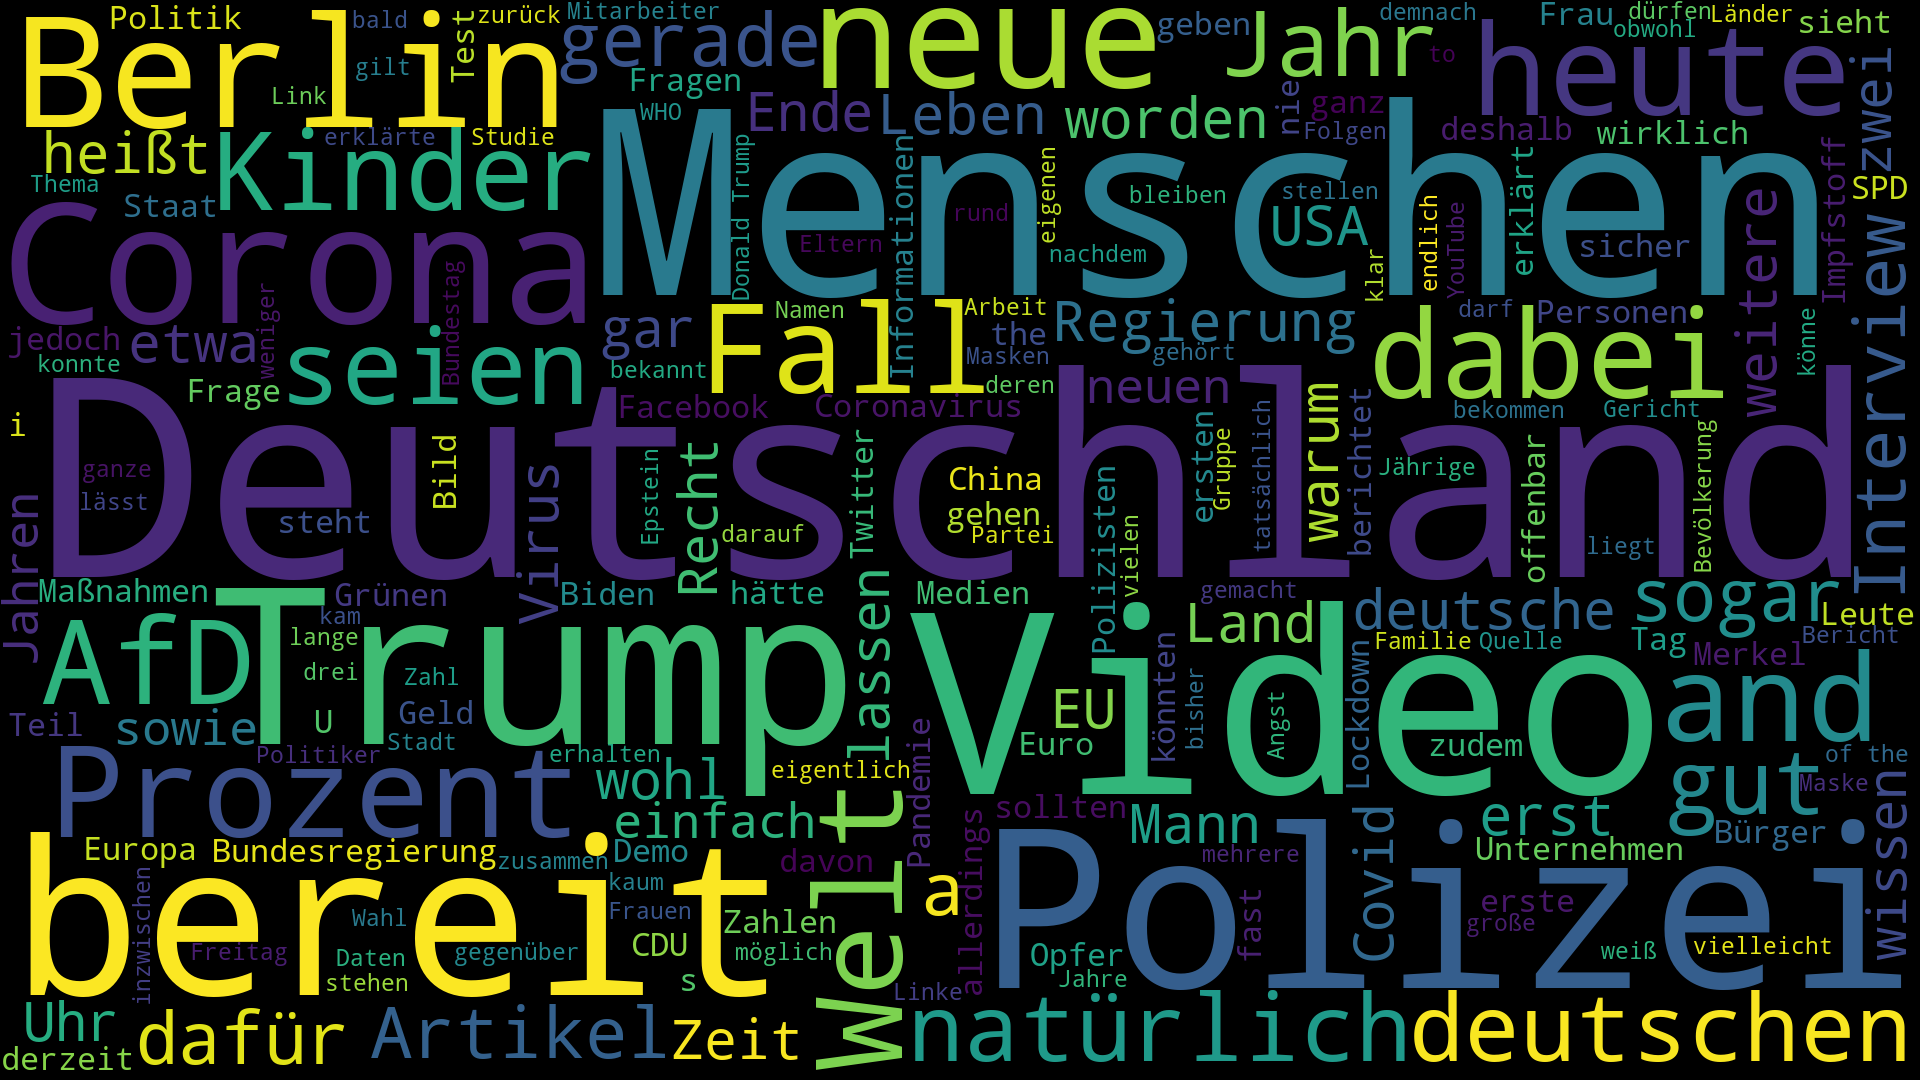 Politik
bald
Test
zurück
Mitarbeiter
gerade
neue
geben
Jahr
demnach
Frau
dürfen
obwohl
Länder
sieht
Berlin
gilt
Link
Fragen
to
heute
zwei
WHO
Ende
Leben
worden
nie
ganz
Folgen
deshalb
wirklich
heißt
erklärte
Studie
Kinder
Menschen
Donald Trump
Informationen
eigenen
bleiben
stellen
erklärt
Impfstoff
SPD
Thema
Staat
Corona
Eltern
rund
nachdem
USA
klar
endlich
YouTube
sicher
weitere
Interview
jedoch
etwa
weniger
konnte
Bundestag
seien
gar
Namen
Fall
Arbeit
the
Masken
Regierung
gehört
darf
Personen
dabei
könne
Frage
bekannt
deren
neuen
i
Facebook
Coronavirus
bekommen
Gericht
Deutschland
ganze
lässt
steht
Bild
Virus
Epstein
Recht
darauf
Twitter
China
gehen
Partei
Polizisten
vielen
ersten
Gruppe
tatsächlich
warum
berichtet
Jährige
offenbar
liegt
Bevölkerung
Jahren
Maßnahmen
Grünen
kam
Biden
hätte
Medien
gemacht
Land
deutsche
sogar
Leute
AfD
Trump
lange
drei
Zahl
lassen
Video
könnten
bisher
Angst
Lockdown
Familie
Quelle
Tag
Merkel
Bericht
Teil
sowie
U
Geld
Stadt
EU
Euro
zudem
and
of the
Politiker
erhalten
eigentlich
Prozent
wohl
Pandemie
gut
Maske
wissen
einfach
Welt
allerdings
sollten
Mann
Covid
erst
Bürger
Europa
Bundesregierung
zusammen
Demo
davon
mehrere
Unternehmen
bereit
inzwischen
Wahl
kaum
Frauen
a
Polizei
fast
erste
große
Freitag
Daten
gegenüber
CDU
Zahlen
möglich
Opfer
weiß
vielleicht
stehen
s
Linke
Jahre
Uhr
derzeit
dafür
Artikel
Zeit
natürlich
deutschen